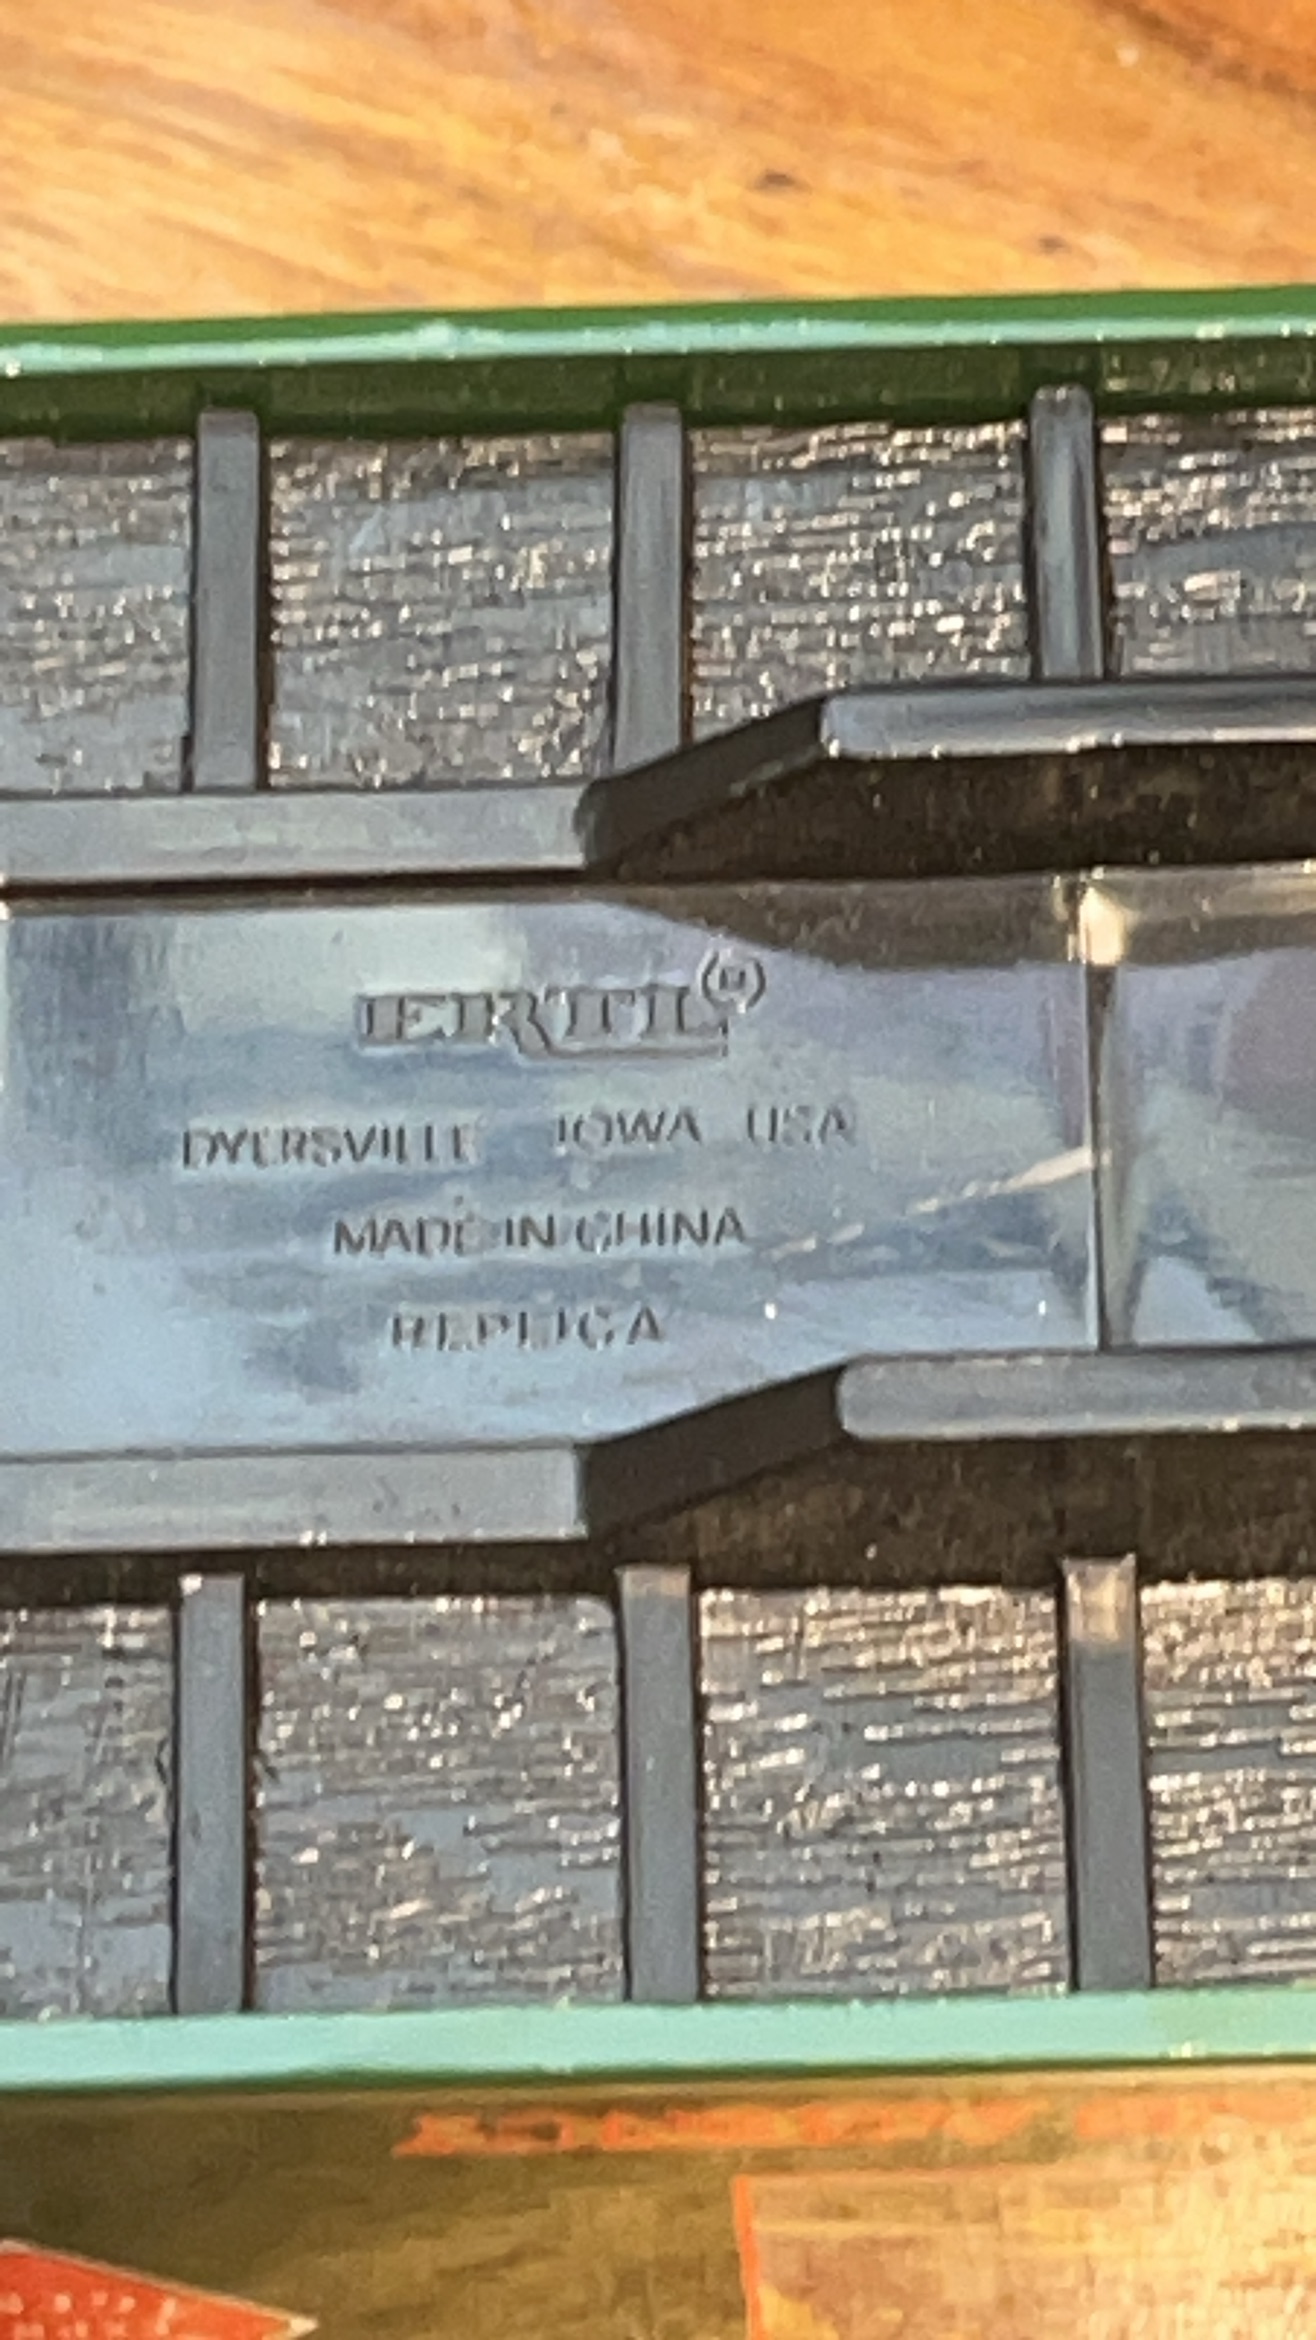 ERTL(R)
DYERSVILLE IOWA USA
MADE IN CHINA
REPLICA